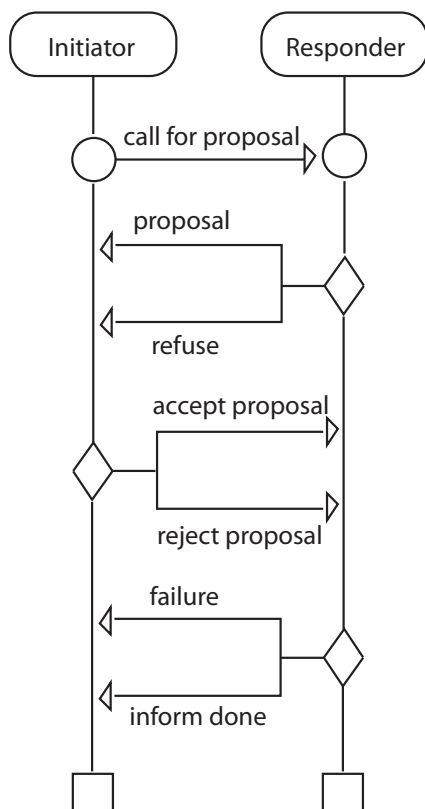 Initiator
Responder
call for proposal
proposal
refuse
accept proposal
reject proposal
failure
inform done